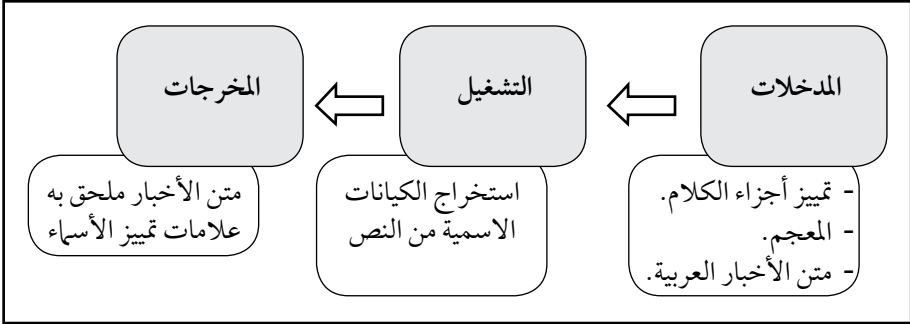 المدخلات
- تمييز أجزاء الكلام.
- المعجم.
- متن الأخبار العربية.
التشغيل
استخراج الكيانات
الاسمية من النص
المخرجات
متن الأخبار ملحق به
علامات تمييز الأسماء